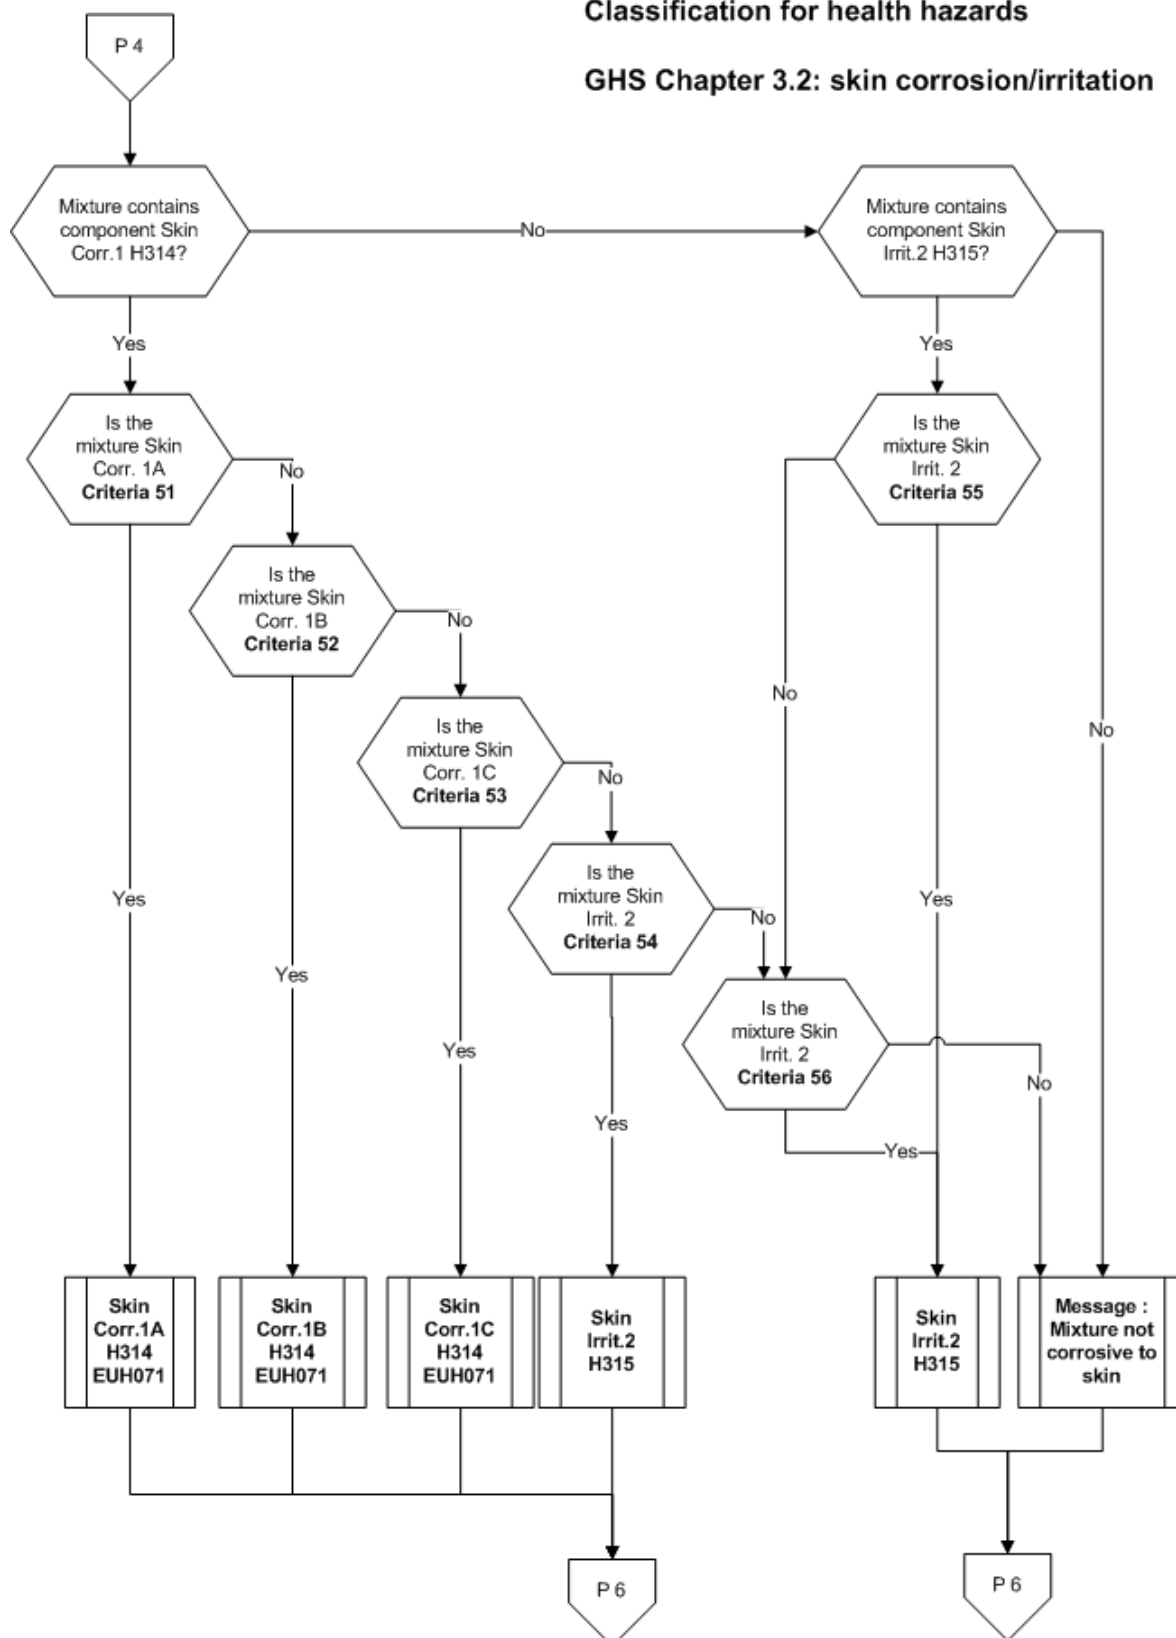 Classification for health hazards
GHS Chapter 3.2: skin corrosion/irritation
P 4
Mixture contains
component Skin
Corr.1 H314?
No
Mixture contains
component Skin
Irrit.2 H315?
Yes
Yes
Is the
mixture Skin
Corr. 1A
Criteria 51
No
Is the
mixture Skin
Irrit. 2
Criteria 55
Is the
mixture Skin
Corr. 1B
Criteria 52
No
No
No
Is the
mixture Skin
Corr. 1C
Criteria 53
No
Yes
Is the
mixture Skin
Irrit. 2
Criteria 54
No
Yes
Yes
Is the
mixture Skin
Irrit. 2
Criteria 56
No
Yes
Yes
Yes
Skin
Corr.1A
H314
EUH071
Skin
Corr.1B
H314
EUH071
Skin
Corr.1C
H314
EUH071
Skin
Irrit.2
H315
Skin
Irrit.2
H315
Message :
Mixture not
corrosive to
skin
P 6
P 6